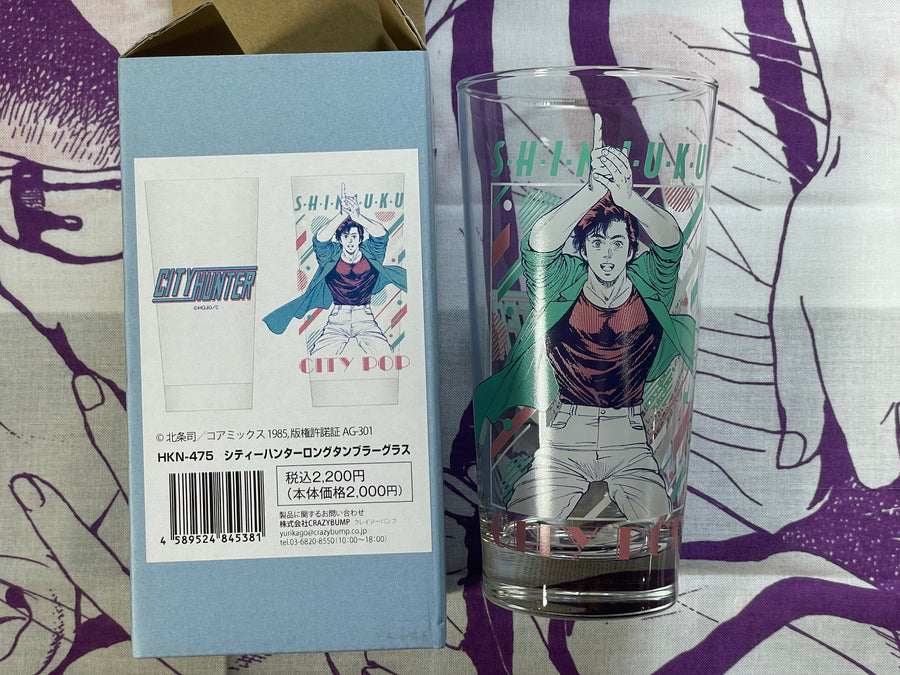 S·H·I·N·J·U·K·U
CITY HUNTER
©HOJO/C
CITY POP
© 北条司／コアミックス 1985, 版権許諾証 AG-301
HKN-475 シティーハンターロングタンブラーグラス
税込2,200円
（本体価格2,000円）
製品に関するお問い合わせ
株式会社CRAZYBUMP クレイジーバンプ
yurikago@crazybump.co.jp
tel.03-6820-8550（10：00～18：00）
4 589524 845381
S·H·I·N·J·U·K·U
CITY POP